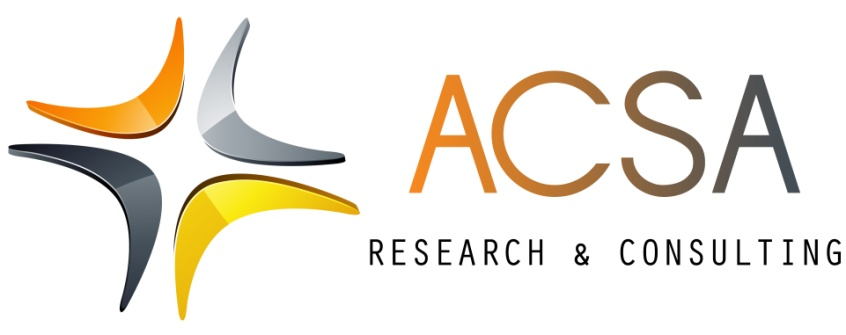 ACSA
RESEARCH & CONSULTING